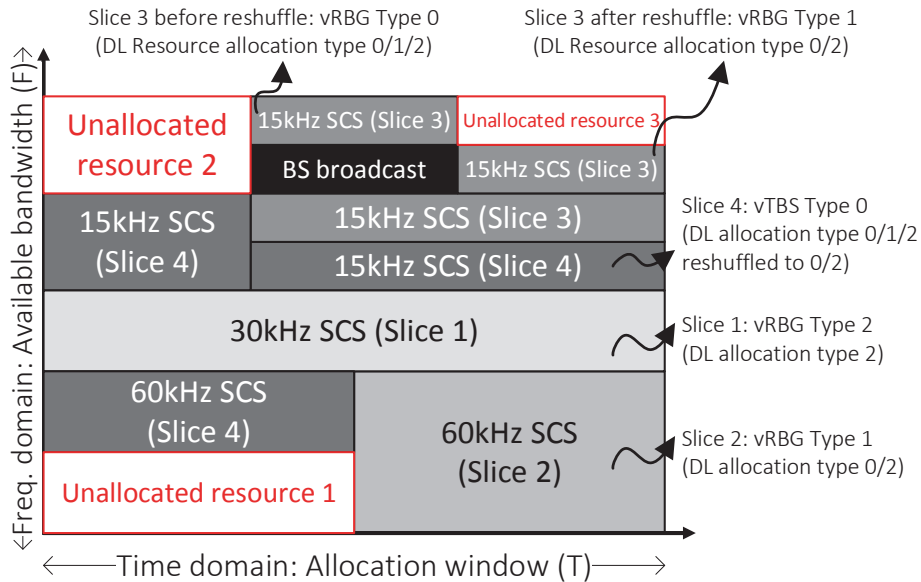 Slice 3 before reshuffle: vRBG Type 0
(DL Resource allocation type 0/1/2)
Slice 3 after reshuffle: vRBG Type 1
(DL Resource allocation type 0/2)
Unallocated
resource 2
15kHz SCS (Slice 3)
Unallocated resource 3
BS broadcast
15kHz SCS (Slice 3)
15kHz SCS
(Slice 4)
15kHz SCS (Slice 3)
15kHz SCS (Slice 4)
Slice 4: vTBS Type 0
(DL allocation type 0/1/2
reshuffled to 0/2)
30kHz SCS (Slice 1)
Slice 1: vRBG Type 2
(DL allocation type 2)
60kHz SCS
(Slice 4)
60kHz SCS
(Slice 2)
Slice 2: vRBG Type 1
(DL allocation type 0/2)
Unallocated resource 1
Freq. domain: Available bandwidth (F)
Time domain: Allocation window (T)